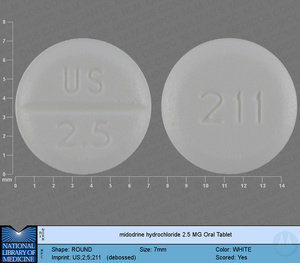 US
2.5
211
8
7
6
5
4
3
2
1
0
mm
0 1 2 3 4 5 6 7 8 9 10 11 12 13 14
NATIONAL
LIBRARY OF
MEDICINE
midodrine hydrochloride 2.5 MG Oral Tablet
Shape: ROUND Size: 7mm Color: WHITE
Imprint: US;2;5;211 (debossed) Scored: Yes